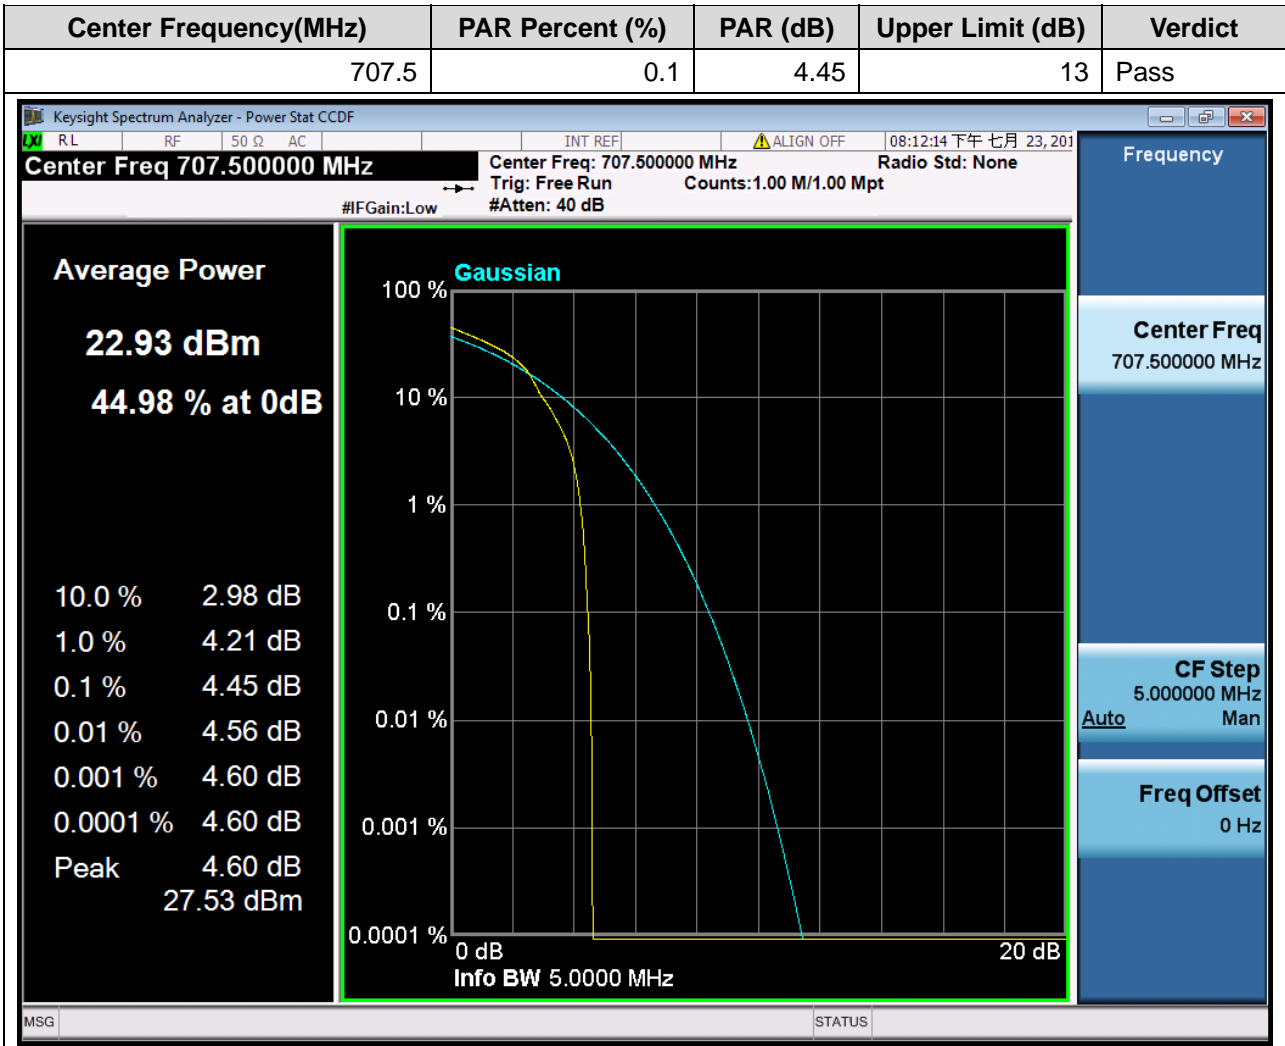 Center Frequency(MHz) PAR Percent (%) PAR (dB) Upper Limit (dB) Verdict
707.5 0.1 4.45 13 Pass
Keysight Spectrum Analyzer - Power Stat CCDF
LXI RL RF 50 Ω AC INT REF ALIGN OFF 08:12:14 下午 七月 23, 201
Center Freq 707.500000 MHz
#IFGain:Low
Center Freq: 707.500000 MHz Radio Std: None
Trig: Free Run Counts:1.00 M/1.00 Mpt
#Atten: 40 dB
Average Power
22.93 dBm
44.98 % at 0dB
10.0 % 2.98 dB
1.0 % 4.21 dB
0.1 % 4.45 dB
0.01 % 4.56 dB
0.001 % 4.60 dB
0.0001 % 4.60 dB
Peak 4.60 dB
27.53 dBm
Gaussian
100 %
10 %
1 %
0.1 %
0.01 %
0.001 %
0.0001 %
0 dB 20 dB
Info BW 5.0000 MHz
Frequency
Center Freq
707.500000 MHz
CF Step
5.000000 MHz
Auto Man
Freq Offset
0 Hz
MSG STATUS